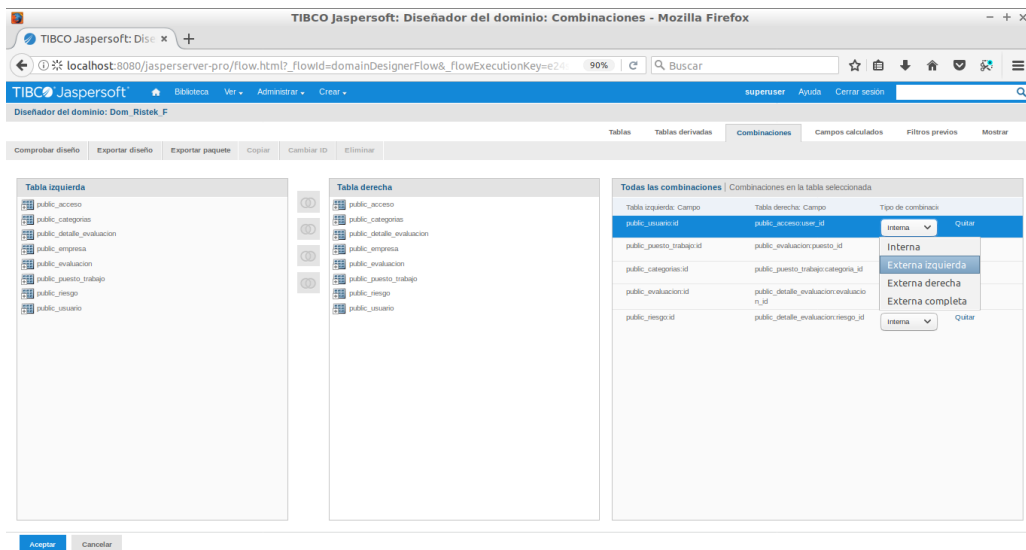 TIBCO Jaspersoft: Diseñador del dominio: Combinaciones - Mozilla Firefox
TIBCO Jaspersoft: Dise
localhost:8080/jasperserver-pro/flow.html?_flowId=domainDesignerFlow&_flowExecutionKey=e24 90% Buscar
TIBCO Jaspersoft Biblioteca Ver Administrar Crear superuser Ayuda Cerrar sesión
Diseñador del dominio: Dom_Ristek_F
Tablas Tablas derivadas Combinaciones Campos calculados Filtros previos Mostrar
Comprobar diseño Exportar diseño Exportar paquete Copiar Cambiar ID Eliminar
Tabla izquierda
public_acceso
public_categorias
public_detalle_evaluacion
public_empresa
public_evaluacion
public_puesto_trabajo
public_riesgo
public_usuario
Tabla derecha
public_acceso
public_categorias
public_detalle_evaluacion
public_empresa
public_evaluacion
public_puesto_trabajo
public_riesgo
public_usuario
Todas las combinaciones | Combinaciones en la tabla seleccionada
Tabla izquierda: Campo Tabla derecha: Campo Tipo de combinació
public_usuario:id public_acceso:user_id Interna Quitar
Interna
Externa izquierda
Externa derecha
Externa completa
public_puesto_trabajo:id public_evaluacion:puesto_id
public_categorias:id public_puesto_trabajo:categoria_id
public_evaluacion:id public_detalle_evaluacion:evaluacio
n_id
public_riesgo:id public_detalle_evaluacion:riesgo_id Interna Quitar
Aceptar Cancelar